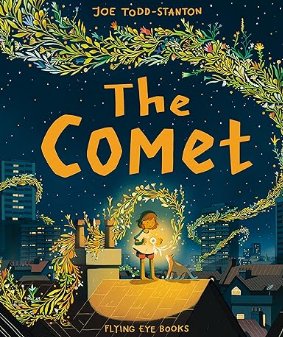 JOE TODD-STANTON
The
COMET
FLYING EYE BOOKS